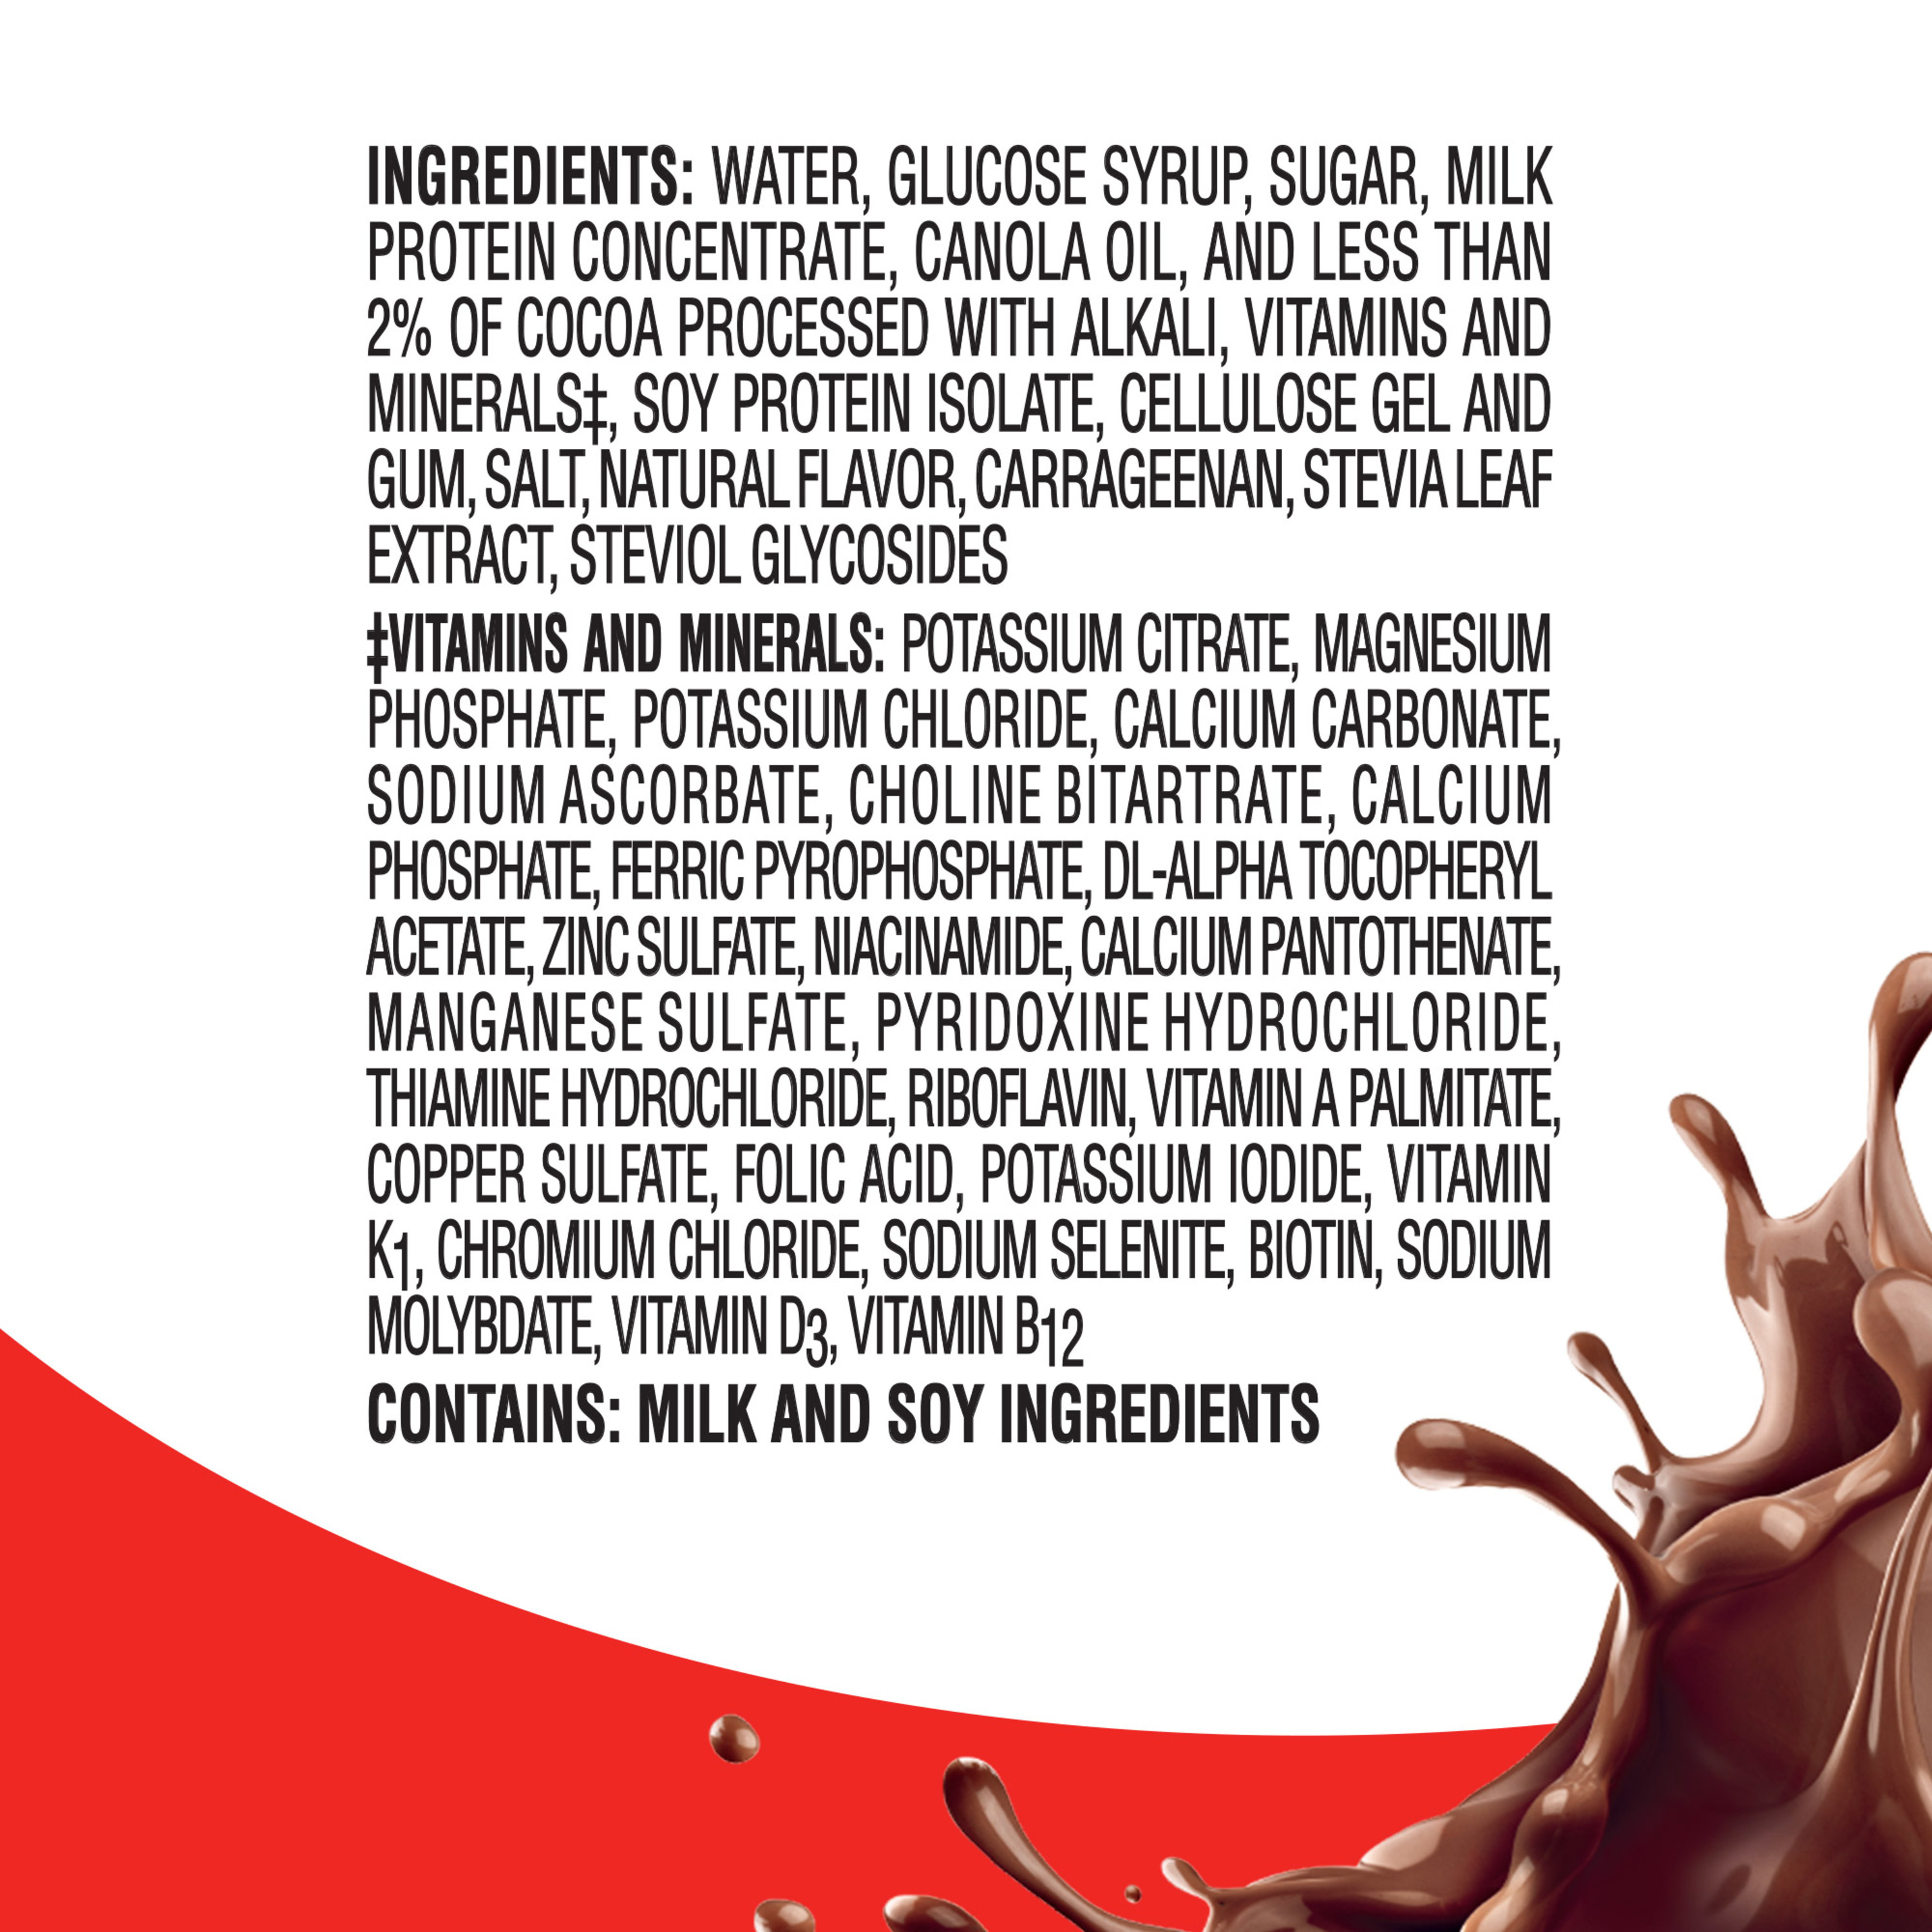 INGREDIENTS: WATER, GLUCOSE SYRUP, SUGAR, MILK
PROTEIN CONCENTRATE, CANOLA OIL, AND LESS THAN
2% OF COCOA PROCESSED WITH ALKALI, VITAMINS AND
MINERALS‡, SOY PROTEIN ISOLATE, CELLULOSE GEL AND
GUM, SALT, NATURAL FLAVOR, CARRAGEENAN, STEVIA LEAF
EXTRACT, STEVIOL GLYCOSIDES
‡VITAMINS AND MINERALS: POTASSIUM CITRATE, MAGNESIUM
PHOSPHATE, POTASSIUM CHLORIDE, CALCIUM CARBONATE,
SODIUM ASCORBATE, CHOLINE BITARTRATE, CALCIUM
PHOSPHATE, FERRIC PYROPHOSPHATE, DL-ALPHA TOCOPHERYL
ACETATE, ZINC SULFATE, NIACINAMIDE, CALCIUM PANTOTHENATE,
MANGANESE SULFATE, PYRIDOXINE HYDROCHLORIDE,
THIAMINE HYDROCHLORIDE, RIBOFLAVIN, VITAMIN A PALMITATE,
COPPER SULFATE, FOLIC ACID, POTASSIUM IODIDE, VITAMIN
K1, CHROMIUM CHLORIDE, SODIUM SELENITE, BIOTIN, SODIUM
MOLYBDATE, VITAMIN D3, VITAMIN B12
CONTAINS: MILK AND SOY INGREDIENTS